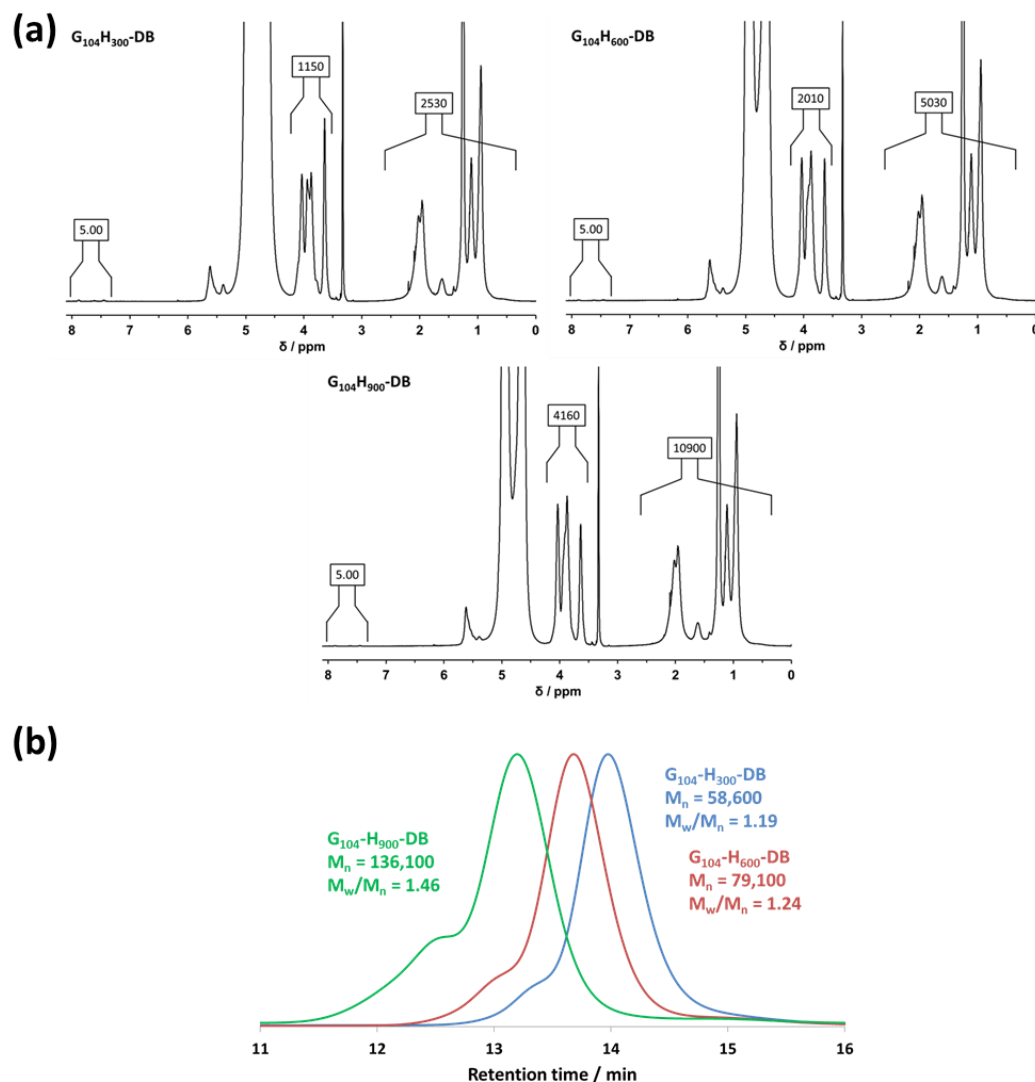 (a)
G₁₀₄H₃₀₀-DB
1150
2530
5.00
8 7 6 5 4 3 2 1 0
δ / ppm
G₁₀₄H₆₀₀-DB
2010
5030
5.00
8 7 6 5 4 3 2 1 0
δ / ppm
G₁₀₄H₉₀₀-DB
4160
10900
5.00
8 7 6 5 4 3 2 1 0
δ / ppm
(b)
G₁₀₄-H₉₀₀-DB
Mₙ = 136,100
M_w/Mₙ = 1.46
G₁₀₄-H₃₀₀-DB
Mₙ = 58,600
M_w/Mₙ = 1.19
G₁₀₄-H₆₀₀-DB
Mₙ = 79,100
M_w/Mₙ = 1.24
11 12 13 14 15 16
Retention time / min